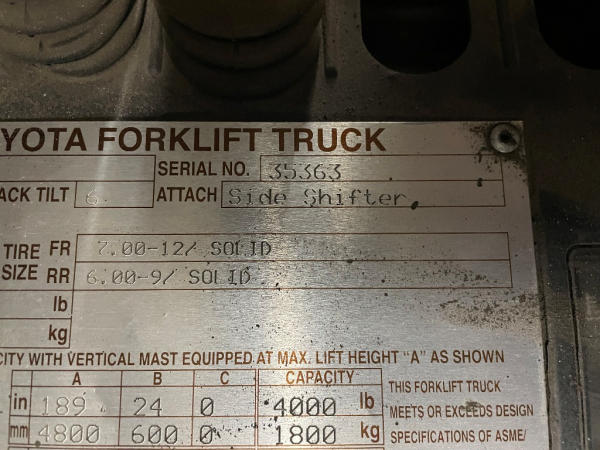 YOTA FORKLIFT TRUCK
SERIAL NO. 35363
ACK TILT 6 ATTACH Side Shifter
TIRE FR 7.00-12/ SOLID
SIZE RR 6.00-9/ SOLID
lb
kg
CITY WITH VERTICAL MAST EQUIPPED AT MAX. LIFT HEIGHT "A" AS SHOWN
A B C CAPACITY THIS FORKLIFT TRUCK
in 189 24 0 4000 lb MEETS OR EXCEEDS DESIGN
mm 4800 600 0 1800 kg SPECIFICATIONS OF ASME/